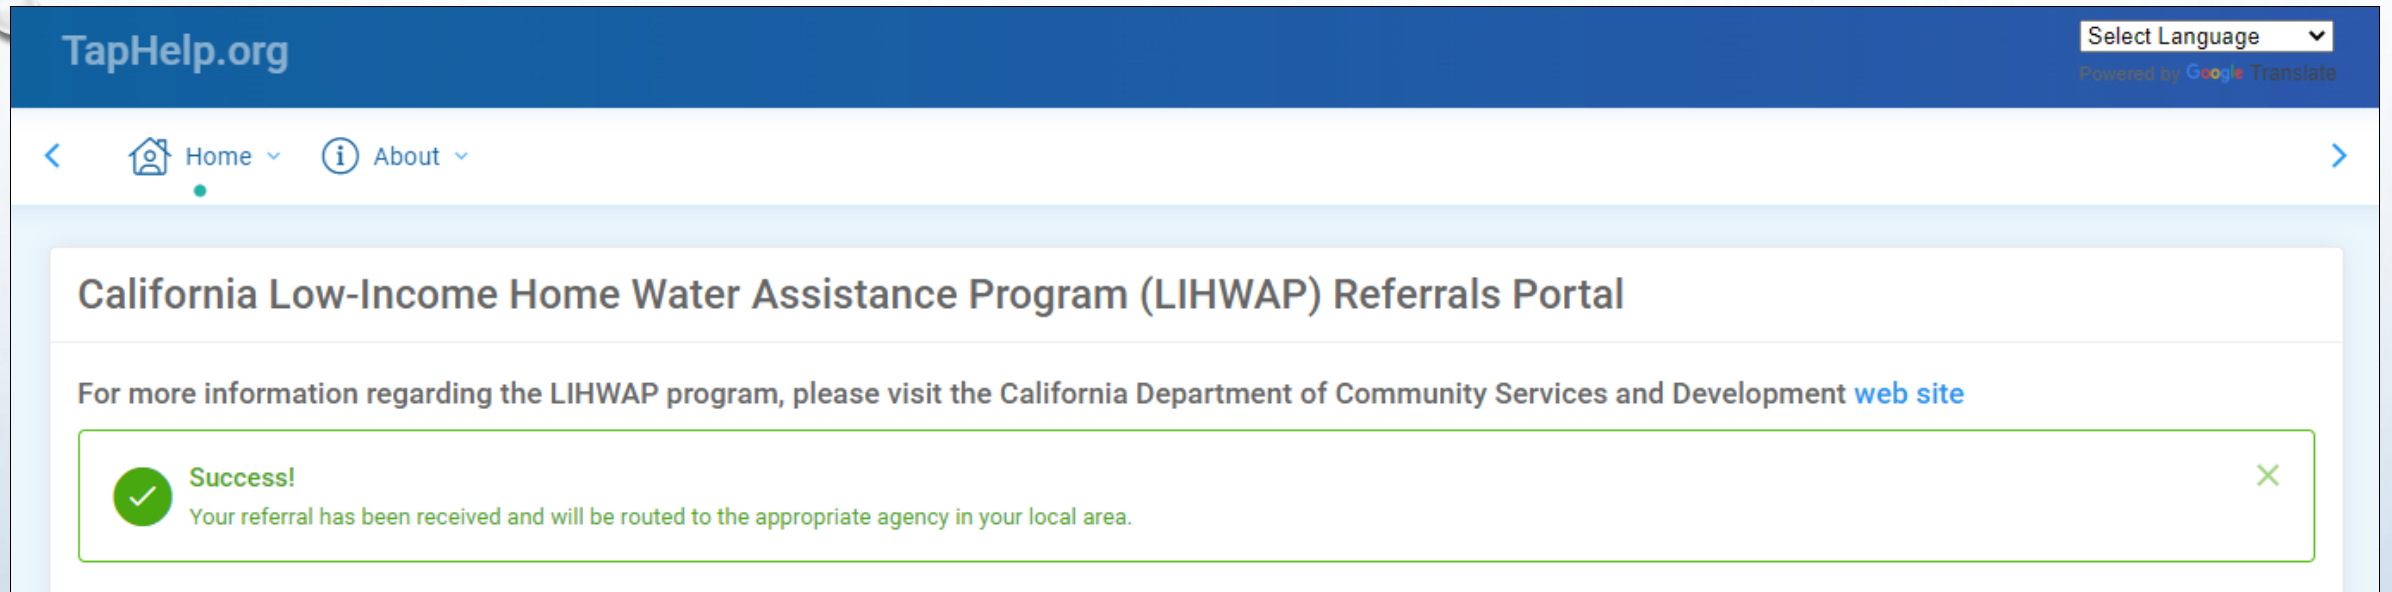 TapHelp.org
Select Language
Powered by Google Translate
Home
About
California Low-Income Home Water Assistance Program (LIHWAP) Referrals Portal
For more information regarding the LIHWAP program, please visit the California Department of Community Services and Development web site
Success!
Your referral has been received and will be routed to the appropriate agency in your local area.